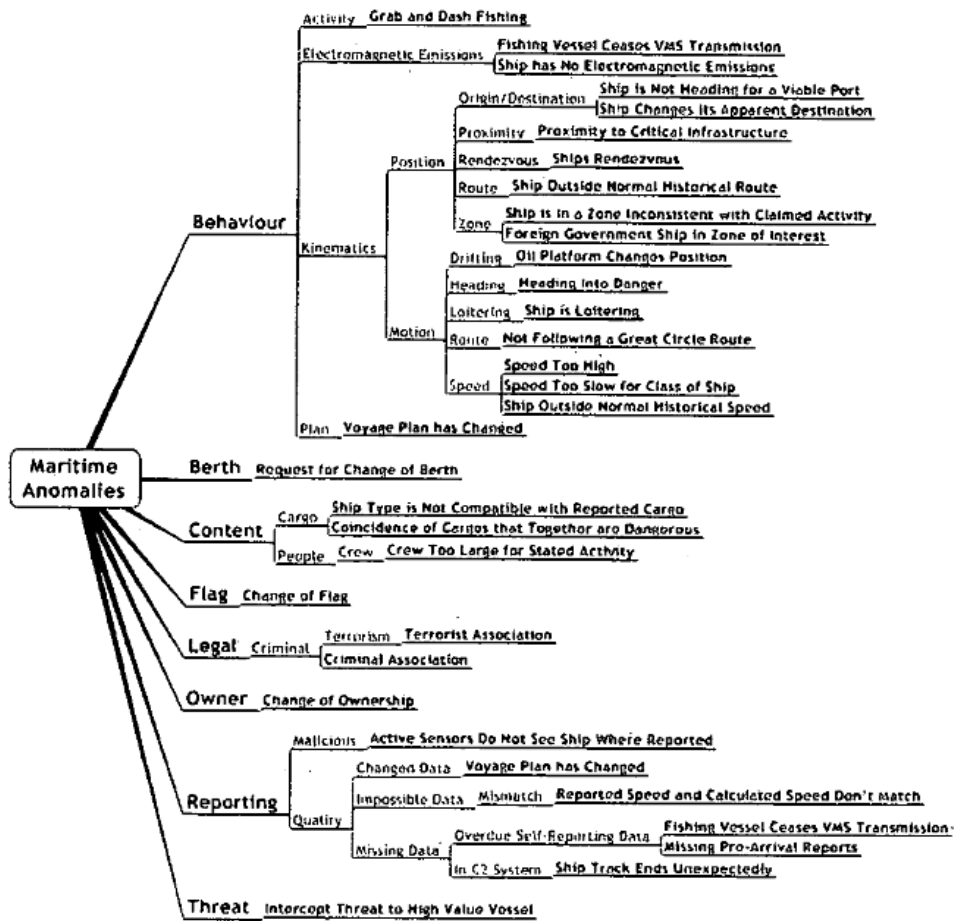 Activity Grab and Dash Fishing
Electromagnetic Emissions
Fishing Vessel Ceases VMS Transmission
Ship has No Electromagnetic Emissions
Origin/Destination
Ship is Not Heading for a Viable Port
Ship Changes Its Apparent Destination
Proximity Proximity to Critical Infrastructure
Position
Rendezvous Ships Rendezvous
Route Ship Outside Normal Historical Route
Zone
Ship is in a Zone Inconsistent with Claimed Activity
Foreign Government Ship in Zone of Interest
Behaviour
Kinematics
Drifting Oil Platform Changes Position
Heading Heading Into Danger
Loitering Ship is Loitering
Motion
Route Not Following a Great Circle Route
Speed
Speed Too High
Speed Too Slow for Class of Ship
Ship Outside Normal Historical Speed
Plan Voyage Plan has Changed
Maritime
Anomalies
Berth Request for Change of Berth
Content
Cargo
Ship Type is Not Compatible with Reported Cargo
Coincidence of Cargos that Together are Dangerous
People Crew Crew Too Large for Stated Activity
Flag Change of Flag
Legal Criminal
Terrorism Terrorist Association
Criminal Association
Owner Change of Ownership
Reporting
Malicious Active Sensors Do Not See Ship Where Reported
Quality
Changed Data Voyage Plan has Changed
Impossible Data Mismatch Reported Speed and Calculated Speed Don't Match
Missing Data
Overdue Self-Reporting Data
Fishing Vessel Ceases VMS Transmission
Missing Pre-Arrival Reports
In C2 System Ship Track Ends Unexpectedly
Threat Intercept Threat to High Value Vessel